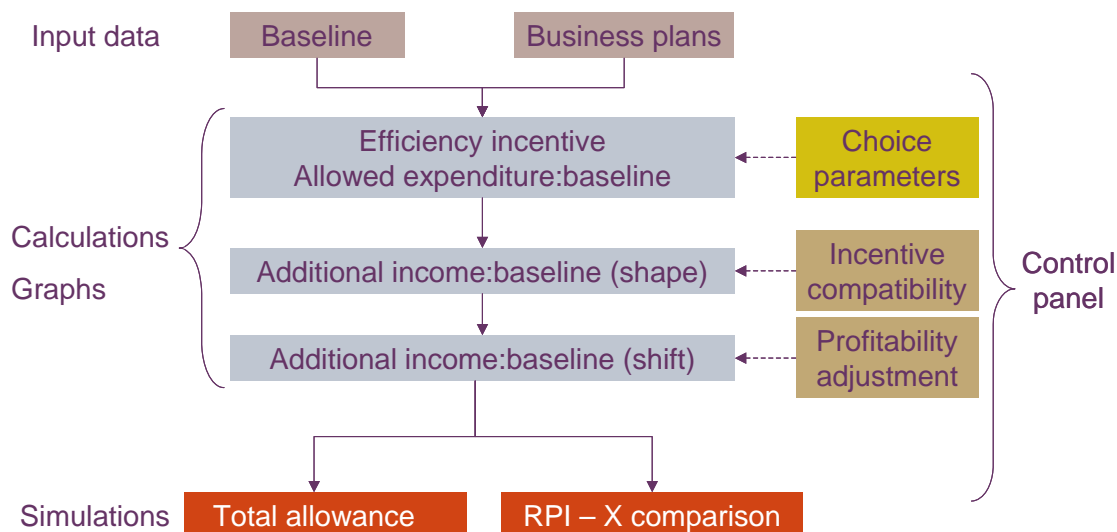 Input data
Baseline
Business plans
Efficiency incentive
Allowed expenditure:baseline
Choice
parameters
Calculations
Graphs
Additional income:baseline (shape)
Incentive
compatibility
Control
panel
Additional income:baseline (shift)
Profitability
adjustment
Simulations
Total allowance
RPI – X comparison